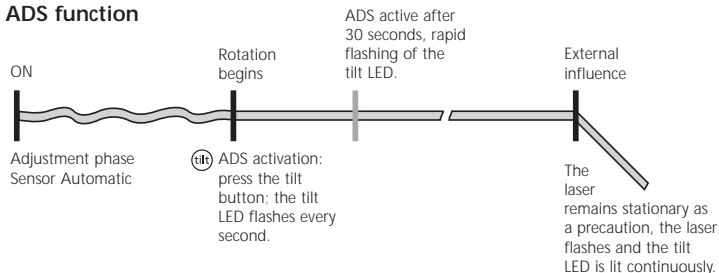 ADS function
ON
Adjustment phase
Sensor Automatic
Rotation
begins
tilt
ADS activation:
press the tilt
button; the tilt
LED flashes every
second.
ADS active after
30 seconds, rapid
flashing of the
tilt LED.
External
influence
The
laser
remains stationary as
a precaution, the laser
flashes and the tilt
LED is lit continuously.